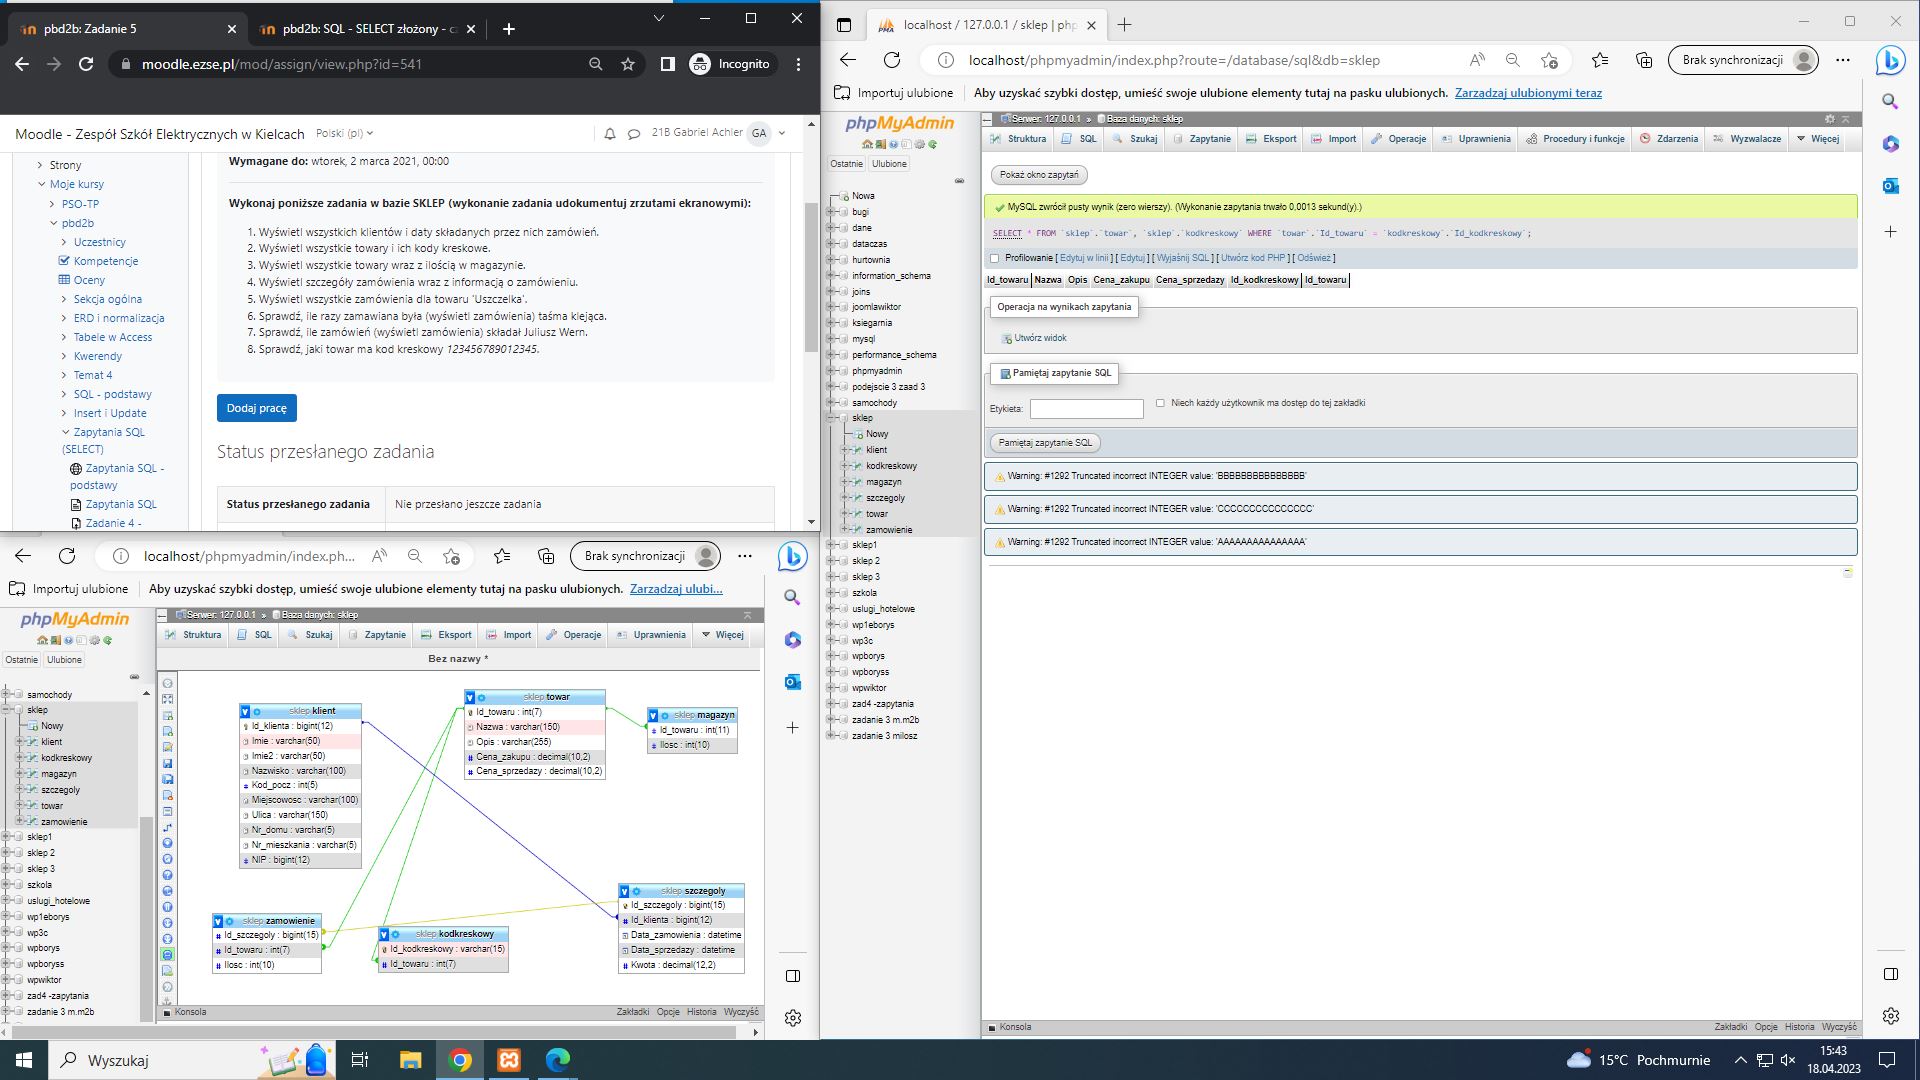 pbd2b: Zadanie 5
pbd2b: SQL - SELECT złożony - cz
moodle.ezse.pl/mod/assign/view.php?id=541
Incognito
Moodle - Zespół Szkół Elektrycznych w Kielcach
Polski (pl)
21B Gabriel Achler GA
Strony
Moje kursy
PSO-TP
pbd2b
Uczestnicy
Kompetencje
Oceny
Sekcja ogólna
ERD i normalizacja
Tabele w Access
Kwerendy
Temat 4
SQL - podstawy
Insert i Update
Zapytania SQL
(SELECT)
Zapytania SQL -
podstawy
Zapytania SQL
Zadanie 4 -
Wymagane do: wtorek, 2 marca 2021, 00:00
Wykonaj poniższe zadania w bazie SKLEP (wykonanie zadania udokumentuj zrzutami ekranowymi):
1. Wyświetl wszystkich klientów i daty składanych przez nich zamówień.
2. Wyświetl wszystkie towary i ich kody kreskowe.
3. Wyświetl wszystkie towary wraz z ilością w magazynie.
4. Wyświetl szczegóły zamówienia wraz z informacją o zamówieniu.
5. Wyświetl wszystkie zamówienia dla towaru 'Uszczelka'.
6. Sprawdź, ile razy zamawiana była (wyświetl zamówienia) taśma klejąca.
7. Sprawdź, ile zamówień (wyświetl zamówienia) składał Juliusz Wern.
8. Sprawdź, jaki towar ma kod kreskowy 123456789012345.
Dodaj pracę
Status przesłanego zadania
Status przesłanego zadania
Nie przesłano jeszcze zadania
localhost / 127.0.0.1 / sklep | php
localhost/phpmyadmin/index.php?route=/database/sql&db=sklep
Brak synchronizacji
Importuj ulubione
Aby uzyskać szybki dostęp, umieść swoje ulubione elementy tutaj na pasku ulubionych. Zarządzaj ulubionymi teraz
phpMyAdmin
Ostatnie Ulubione
Nowa
bugi
dane
dataczas
hurtownia
information_schema
joins
joomlawiktor
ksiegarnia
mysql
performance_schema
phpmyadmin
podejscie 3 zaad 3
samochody
sklep
Nowy
klient
kodkreskowy
magazyn
szczegoly
towar
zamowienie
sklep1
sklep 2
sklep 3
szkola
uslugi_hotelowe
wp1eborys
wp3c
wpborys
wpboryss
wpwiktor
zad4 -zapytania
zadanie 3 m.m2b
zadanie 3 milosz
Serwer: 127.0.0.1 » Baza danych: sklep
Struktura SQL Szukaj Zapytanie Eksport Import Operacje Uprawnienia Procedury i funkcje Zdarzenia Wyzwalacze Więcej
Pokaż okno zapytań
MySQL zwrócił pusty wynik (zero wierszy). (Wykonanie zapytania trwało 0,0013 sekund(y).)
SELECT * FROM `sklep`.`towar`, `sklep`.`kodkreskowy` WHERE `towar`.`Id_towaru` = `kodkreskowy`.`Id_kodkreskowy`;
Profilowanie [ Edytuj w linii ] [ Edytuj ] [ Wyjaśnij SQL ] [ Utwórz kod PHP ] [ Odśwież ]
Id_towaru Nazwa Opis Cena_zakupu Cena_sprzedazy Id_kodkreskowy Id_towaru
Operacja na wynikach zapytania
Utwórz widok
Pamiętaj zapytanie SQL
Etykieta:
Niech każdy użytkownik ma dostęp do tej zakładki
Pamiętaj zapytanie SQL
Warning: #1292 Truncated incorrect INTEGER value: 'BBBBBBBBBBBBBBB'
Warning: #1292 Truncated incorrect INTEGER value: 'CCCCCCCCCCCCCCC'
Warning: #1292 Truncated incorrect INTEGER value: 'AAAAAAAAAAAAAAA'
Konsola
Zakładki Opcje Historia Wyczyść
localhost/phpmyadmin/index.ph...
Brak synchronizacji
Importuj ulubione
Aby uzyskać szybki dostęp, umieść swoje ulubione elementy tutaj na pasku ulubionych. Zarządzaj ulubi...
phpMyAdmin
Ostatnie Ulubione
samochody
sklep
Nowy
klient
kodkreskowy
magazyn
szczegoly
towar
zamowienie
sklep1
sklep 2
sklep 3
szkola
uslugi_hotelowe
wp1eborys
wp3c
wpborys
wpboryss
wpwiktor
zad4 -zapytania
zadanie 3 m.m2b
Serwer: 127.0.0.1 » Baza danych: sklep
Struktura SQL Szukaj Zapytanie Eksport Import Operacje Uprawnienia Więcej
Bez nazwy *
sklep klient
Id_klienta : bigint(12)
Imie : varchar(50)
Imie2 : varchar(50)
Nazwisko : varchar(100)
Kod_pocz : int(5)
Miejscowosc : varchar(100)
Ulica : varchar(150)
Nr_domu : varchar(5)
Nr_mieszkania : varchar(5)
NIP : bigint(12)
sklep towar
Id_towaru : int(7)
Nazwa : varchar(150)
Opis : varchar(255)
Cena_zakupu : decimal(10,2)
Cena_sprzedazy : decimal(10,2)
sklep magazyn
Id_towaru : int(11)
Ilosc : int(10)
sklep szczegoly
Id_szczegoly : bigint(15)
Id_klienta : bigint(12)
Data_zamowienia : datetime
Data_sprzedazy : datetime
Kwota : decimal(12,2)
sklep zamowienie
Id_szczegoly : bigint(15)
Id_towaru : int(7)
Ilosc : int(10)
sklep kodkreskowy
Id_kodkreskowy : varchar(15)
Id_towaru : int(7)
Konsola
Zakładki Opcje Historia Wyczyść
Wyszukaj
15°C Pochmurnie
15:43
18.04.2023